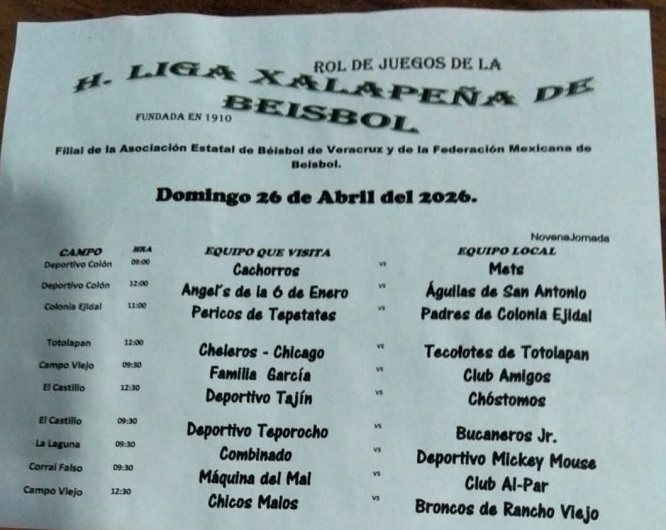 ROL DE JUEGOS DE LA
H. LIGA XALAPEÑA DE
BEISBOL
FUNDADA EN 1910
Filial de la Asociación Estatal de Béisbol de Veracruz y de la Federación Mexicana de
Beisbol.
Domingo 26 de Abril del 2026.
NovenaJornada
CAMPO HRA EQUIPO QUE VISITA EQUIPO LOCAL
Deportivo Colón 09:00 Cachorros vs Mets
Deportivo Colón 12:00 Angel's de la 6 de Enero vs Águilas de San Antonio
Colonia Ejidal 11:00 Pericos de Tepetates vs Padres de Colonia Ejidal
Totolapan 12:00 Cheleros - Chicago vs Tecolotes de Totolapan
Campo Viejo 09:30 Familia García vs Club Amigos
El Castillo 12:30 Deportivo Tajín vs Chóstomos
El Castillo 09:30 Deportivo Teporocho vs Bucaneros Jr.
La Laguna 09:30 Combinado vs Deportivo Mickey Mouse
Corral Falso 09:30 Máquina del Mal vs Club Al-Par
Campo Viejo 12:30 Chicos Malos vs Broncos de Rancho Viejo